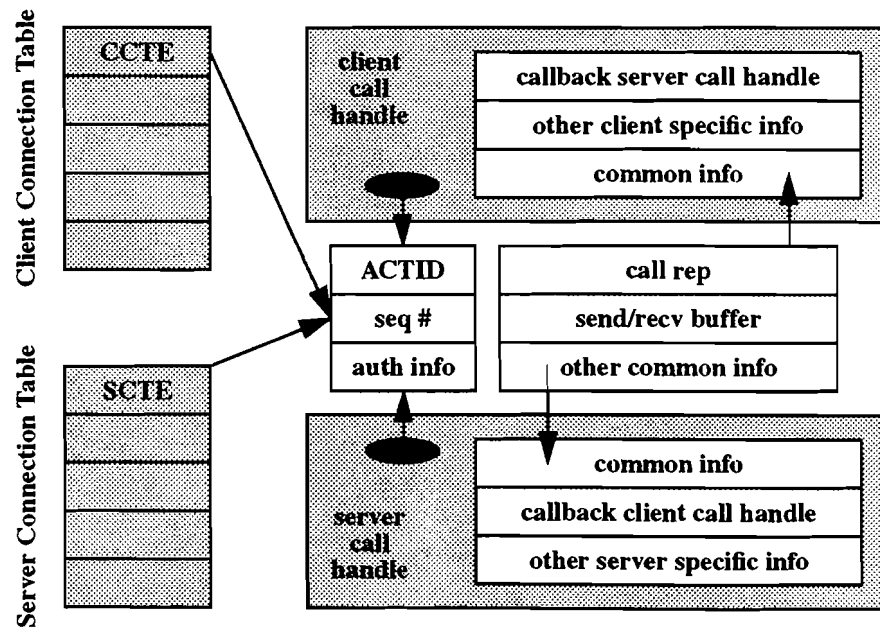 Client Connection Table
CCTE
client
call
handle
callback server call handle
other client specific info
common info
ACTID
seq #
auth info
call rep
send/recv buffer
other common info
Server Connection Table
SCTE
server
call
handle
common info
callback client call handle
other server specific info